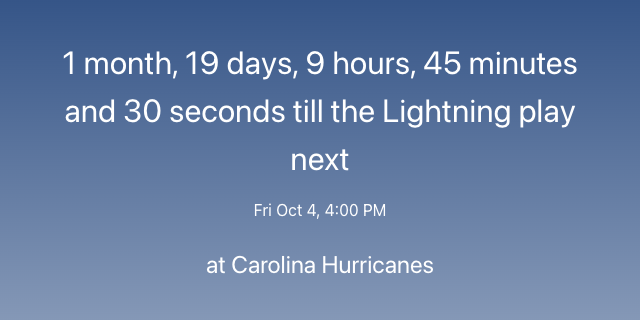 1 month, 19 days, 9 hours, 45 minutes
and 30 seconds till the Lightning play
next
Fri Oct 4, 4:00 PM
at Carolina Hurricanes